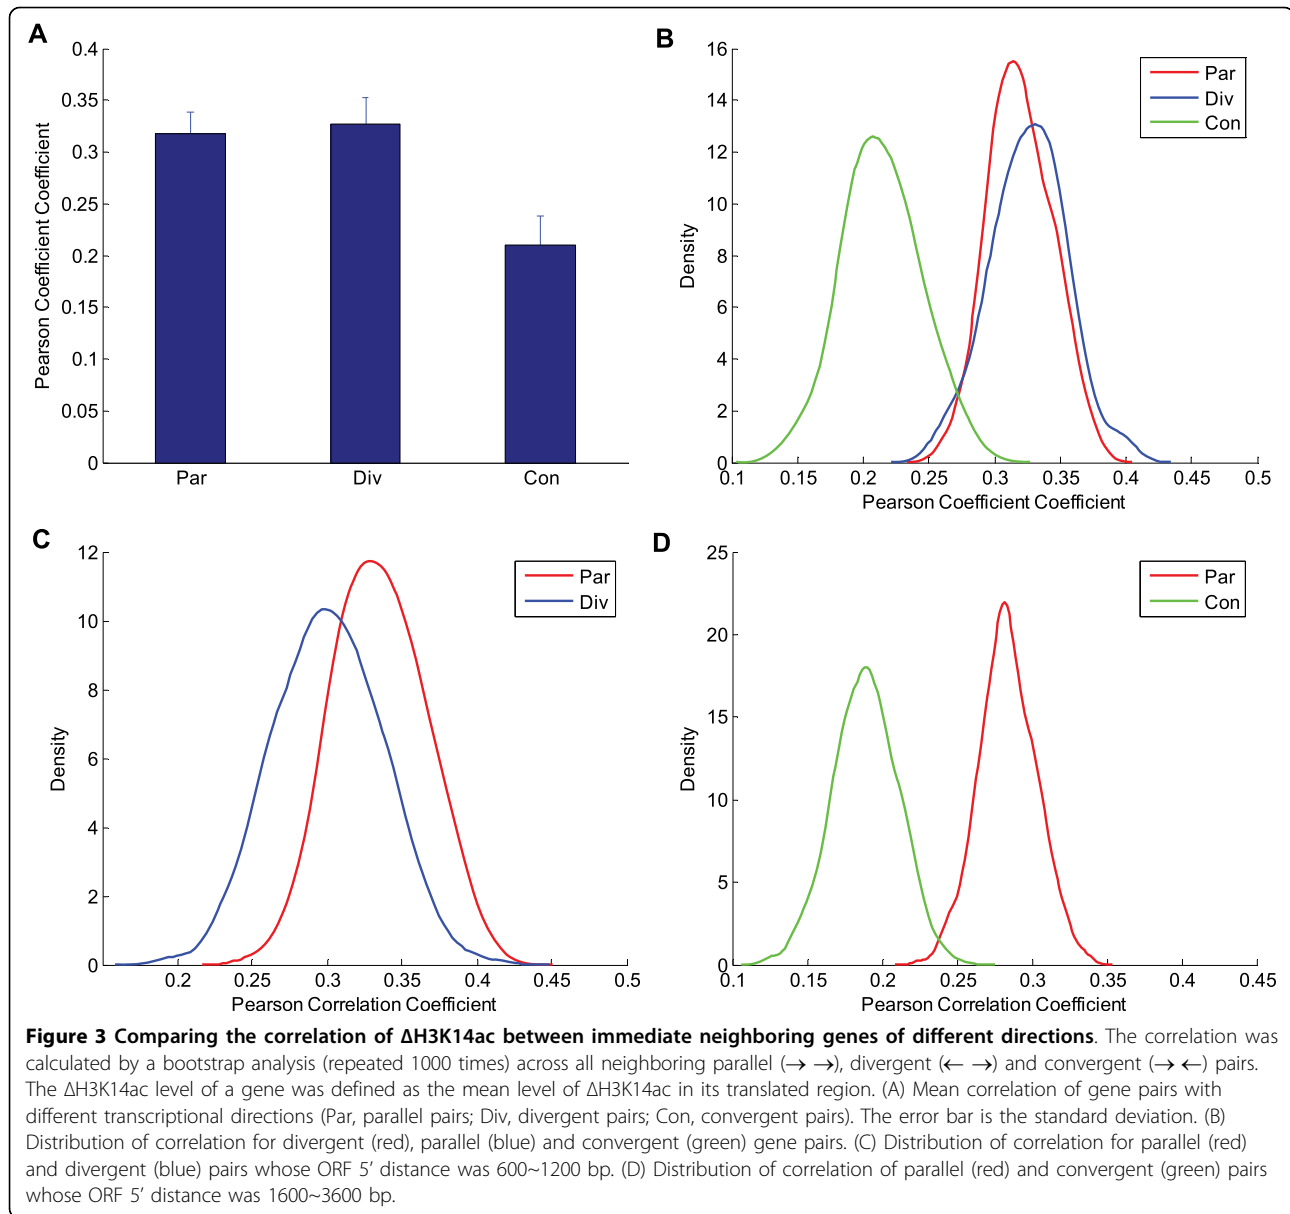 A
0.4
0.35
0.3
0.25
0.2
0.15
0.1
0.05
0
Pearson Coefficient Coefficient
Par Div Con
B
16
14
12
10
8
6
4
2
0
Density
Par
Div
Con
0.1 0.15 0.2 0.25 0.3 0.35 0.4 0.45 0.5
Pearson Coefficient Coefficient
C
12
10
8
6
4
2
0
Density
Par
Div
0.2 0.25 0.3 0.35 0.4 0.45 0.5
Pearson Correlation Coefficient
D
25
20
15
10
5
0
Density
Par
Con
0.1 0.15 0.2 0.25 0.3 0.35 0.4 0.45
Pearson Correlation Coefficient
Figure 3 Comparing the correlation of ΔH3K14ac between immediate neighboring genes of different directions. The correlation was
calculated by a bootstrap analysis (repeated 1000 times) across all neighboring parallel (→ →), divergent (← →) and convergent (→ ←) pairs.
The ΔH3K14ac level of a gene was defined as the mean level of ΔH3K14ac in its translated region. (A) Mean correlation of gene pairs with
different transcriptional directions (Par, parallel pairs; Div, divergent pairs; Con, convergent pairs). The error bar is the standard deviation. (B)
Distribution of correlation for divergent (red), parallel (blue) and convergent (green) gene pairs. (C) Distribution of correlation for parallel (red)
and divergent (blue) pairs whose ORF 5’ distance was 600~1200 bp. (D) Distribution of correlation of parallel (red) and convergent (green) pairs
whose ORF 5’ distance was 1600~3600 bp.